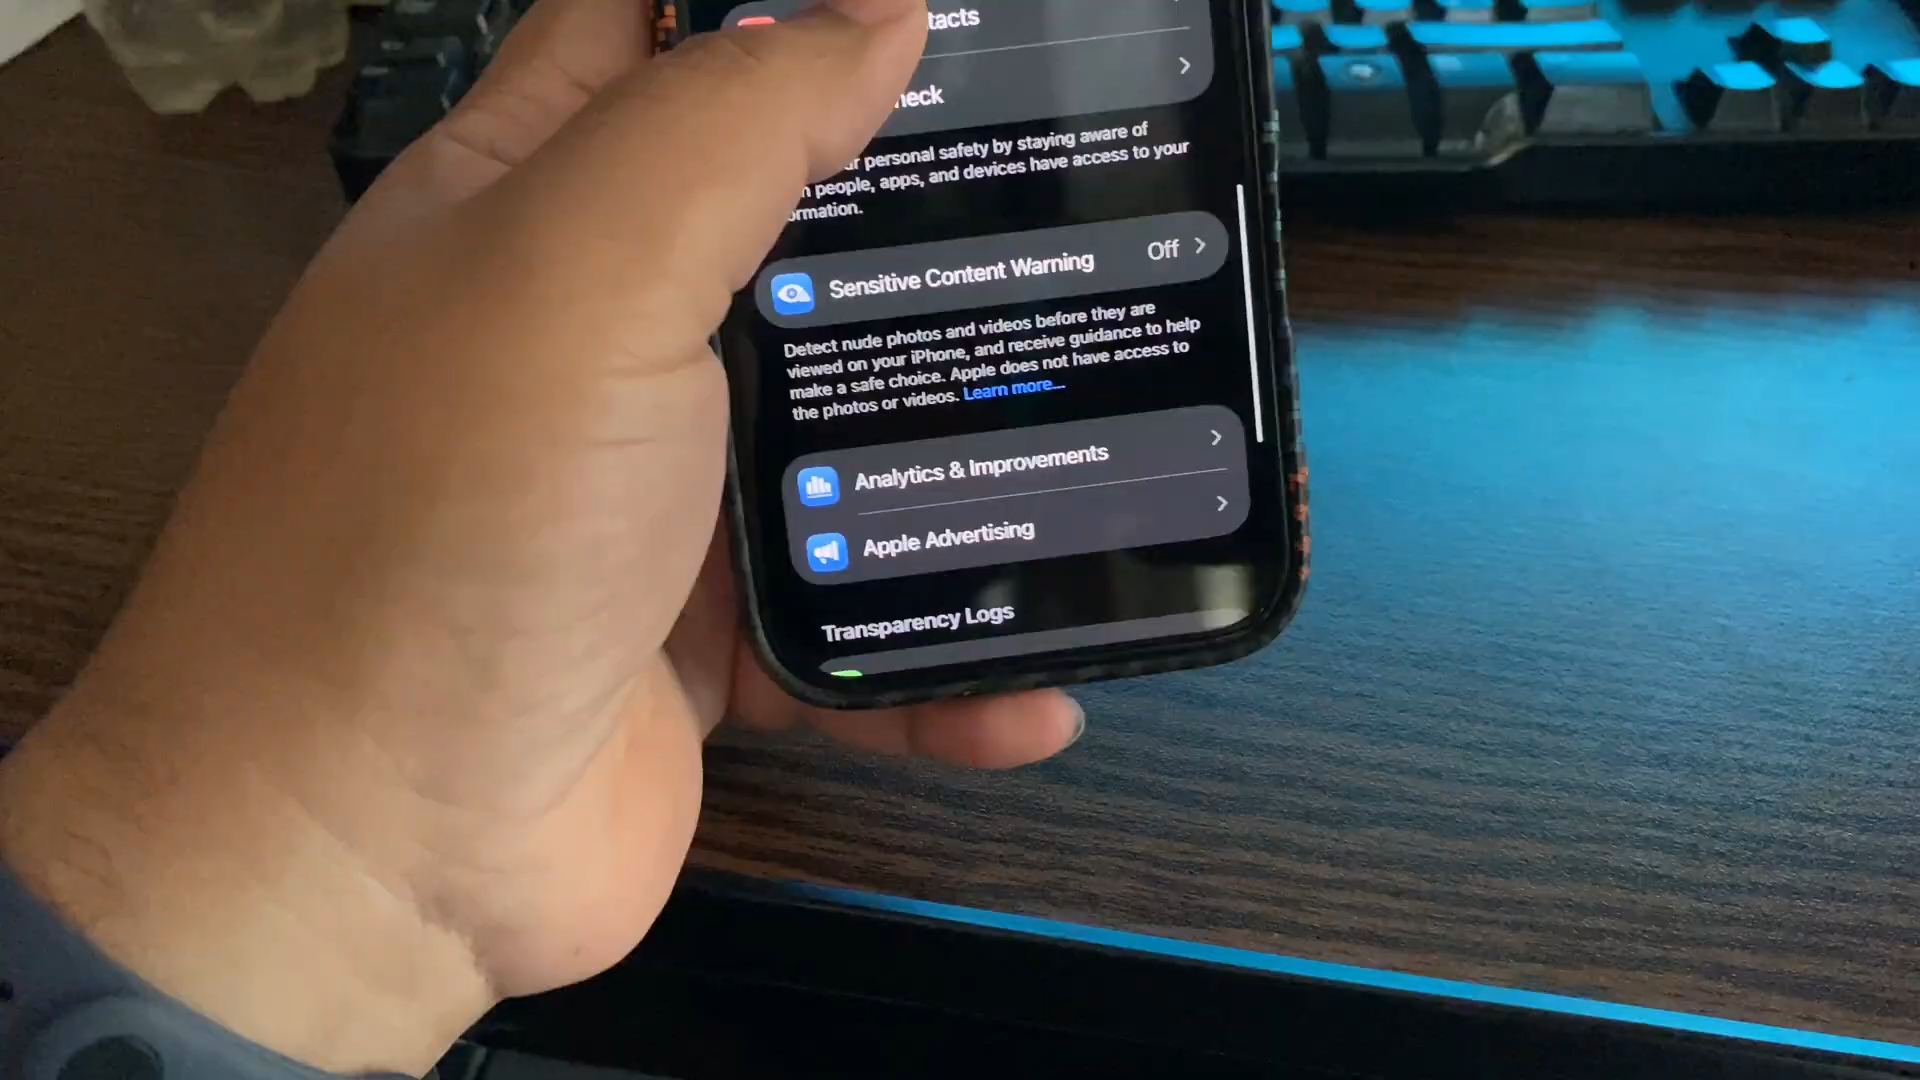 tacts
heck
personal safety by staying aware of
people, apps, and devices have access to your
ormation.
Sensitive Content Warning Off
Detect nude photos and videos before they are
viewed on your iPhone, and receive guidance to help
make a safe choice. Apple does not have access to
the photos or videos. Learn more...
Analytics & Improvements
Apple Advertising
Transparency Logs